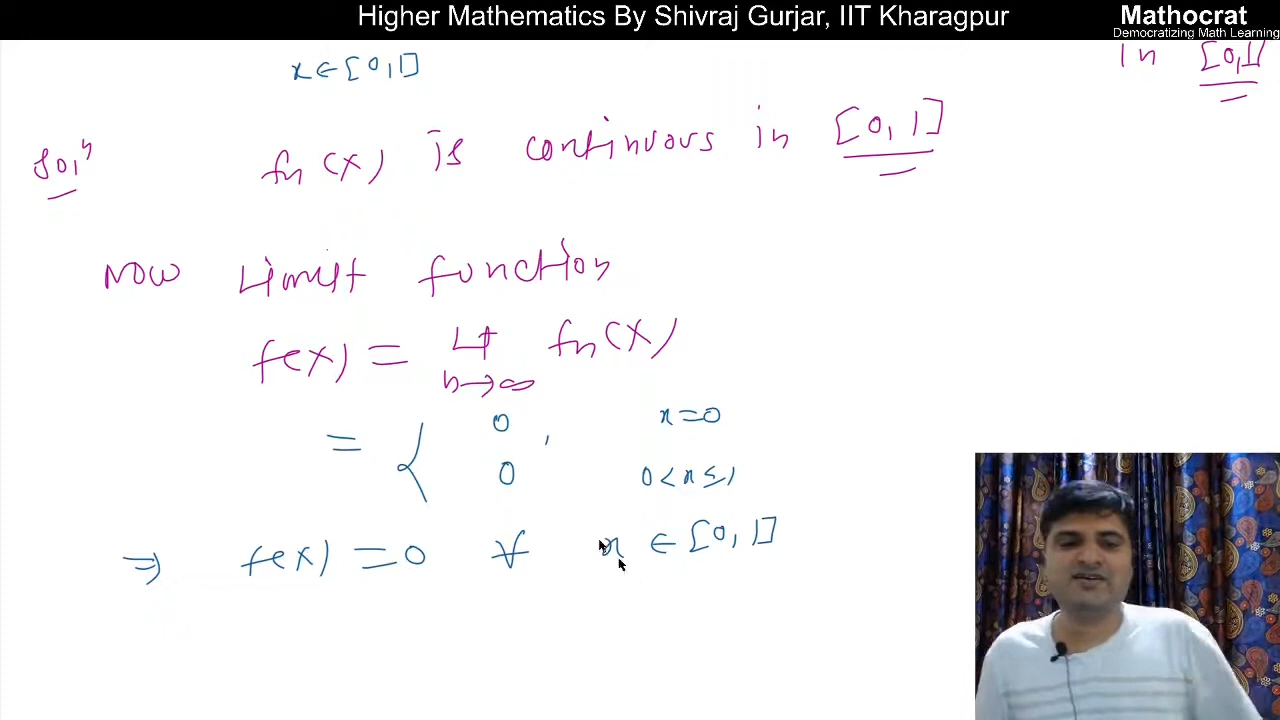 Higher Mathematics By Shivraj Gurjar, IIT Kharagpur
Mathocrat
Democratizing Math Learning
x ∈ [0,1]
In [0,1]
Solⁿ fn(x) is continuous in [0,1]
Now Limit function
f(x) = Lt fn(x)
n→∞
= { 0, x=0
0 0<x≤1
⇒ f(x) = 0 ∀ x ∈ [0,1]